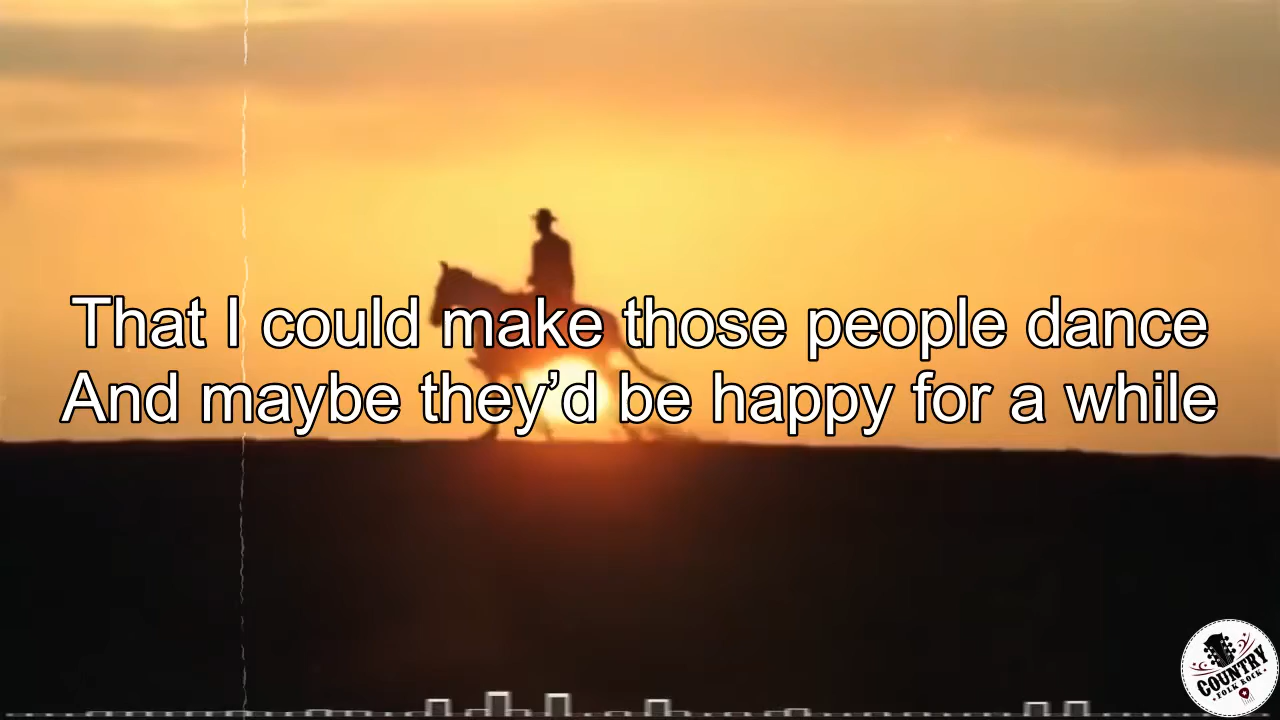 That I could make those people dance
And maybe they’d be happy for a while
COUNTRY
FOLK ROCK